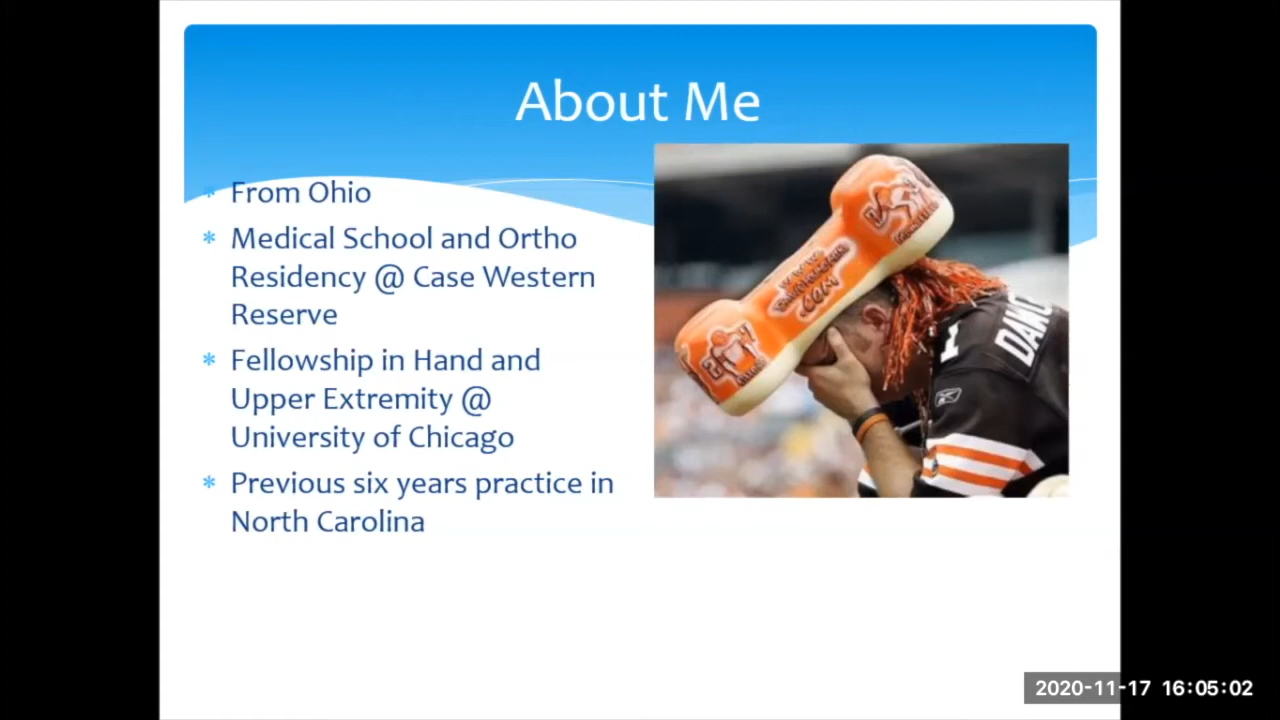 About Me
* From Ohio
* Medical School and Ortho
Residency @ Case Western
Reserve
* Fellowship in Hand and
Upper Extremity @
University of Chicago
* Previous six years practice in
North Carolina
.COM
2020-11-17 16:05:02